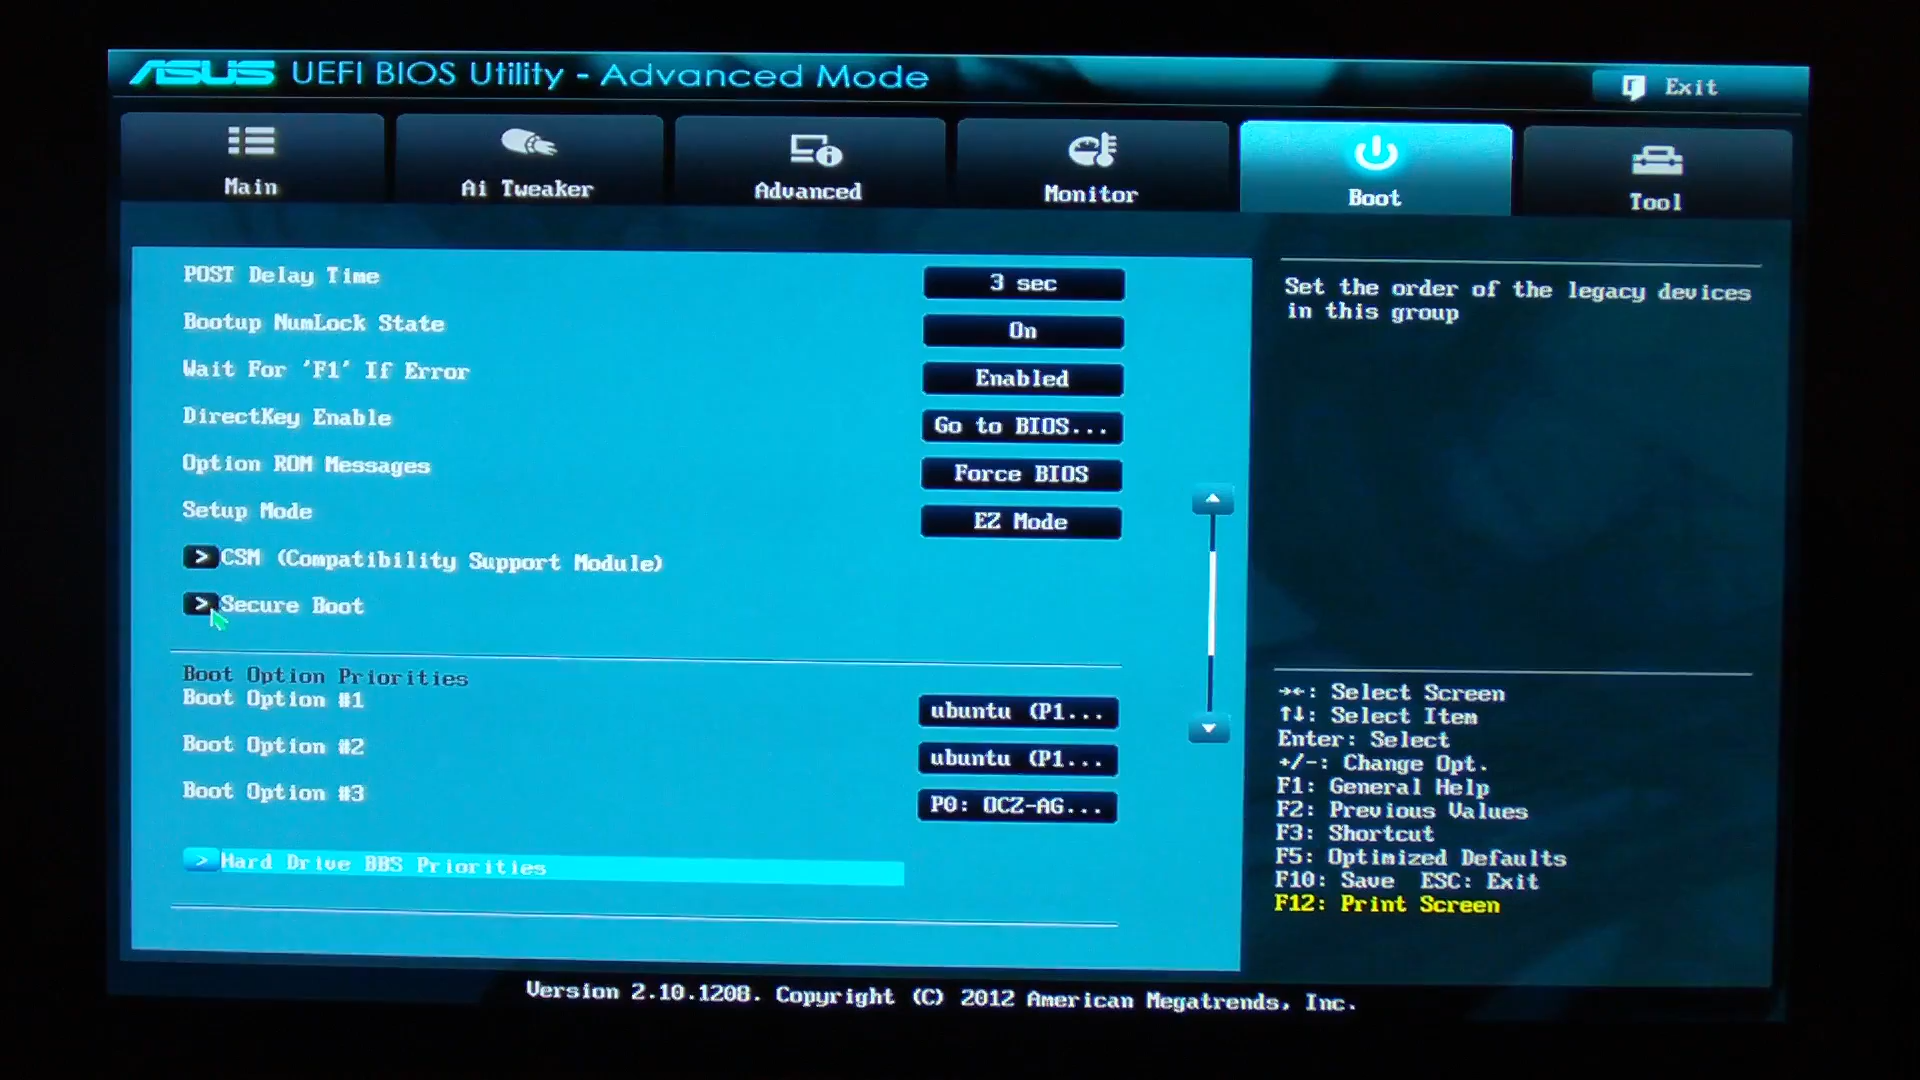 ASUS UEFI BIOS Utility - Advanced Mode
Exit
Main
Ai Tweaker
Advanced
Monitor
Boot
Tool
POST Delay Time
3 sec
Bootup NumLock State
On
Wait For 'F1' If Error
Enabled
DirectKey Enable
Go to BIOS...
Option ROM Messages
Force BIOS
Setup Mode
EZ Mode
> CSM (Compatibility Support Module)
> Secure Boot
Boot Option Priorities
Boot Option #1
ubuntu (P1...
Boot Option #2
ubuntu (P1...
Boot Option #3
P0: OCZ-AG...
> Hard Drive BBS Priorities
Set the order of the legacy devices
in this group
→←: Select Screen
↑↓: Select Item
Enter: Select
+/-: Change Opt.
F1: General Help
F2: Previous Values
F3: Shortcut
F5: Optimized Defaults
F10: Save ESC: Exit
F12: Print Screen
Version 2.10.1208. Copyright (C) 2012 American Megatrends, Inc.